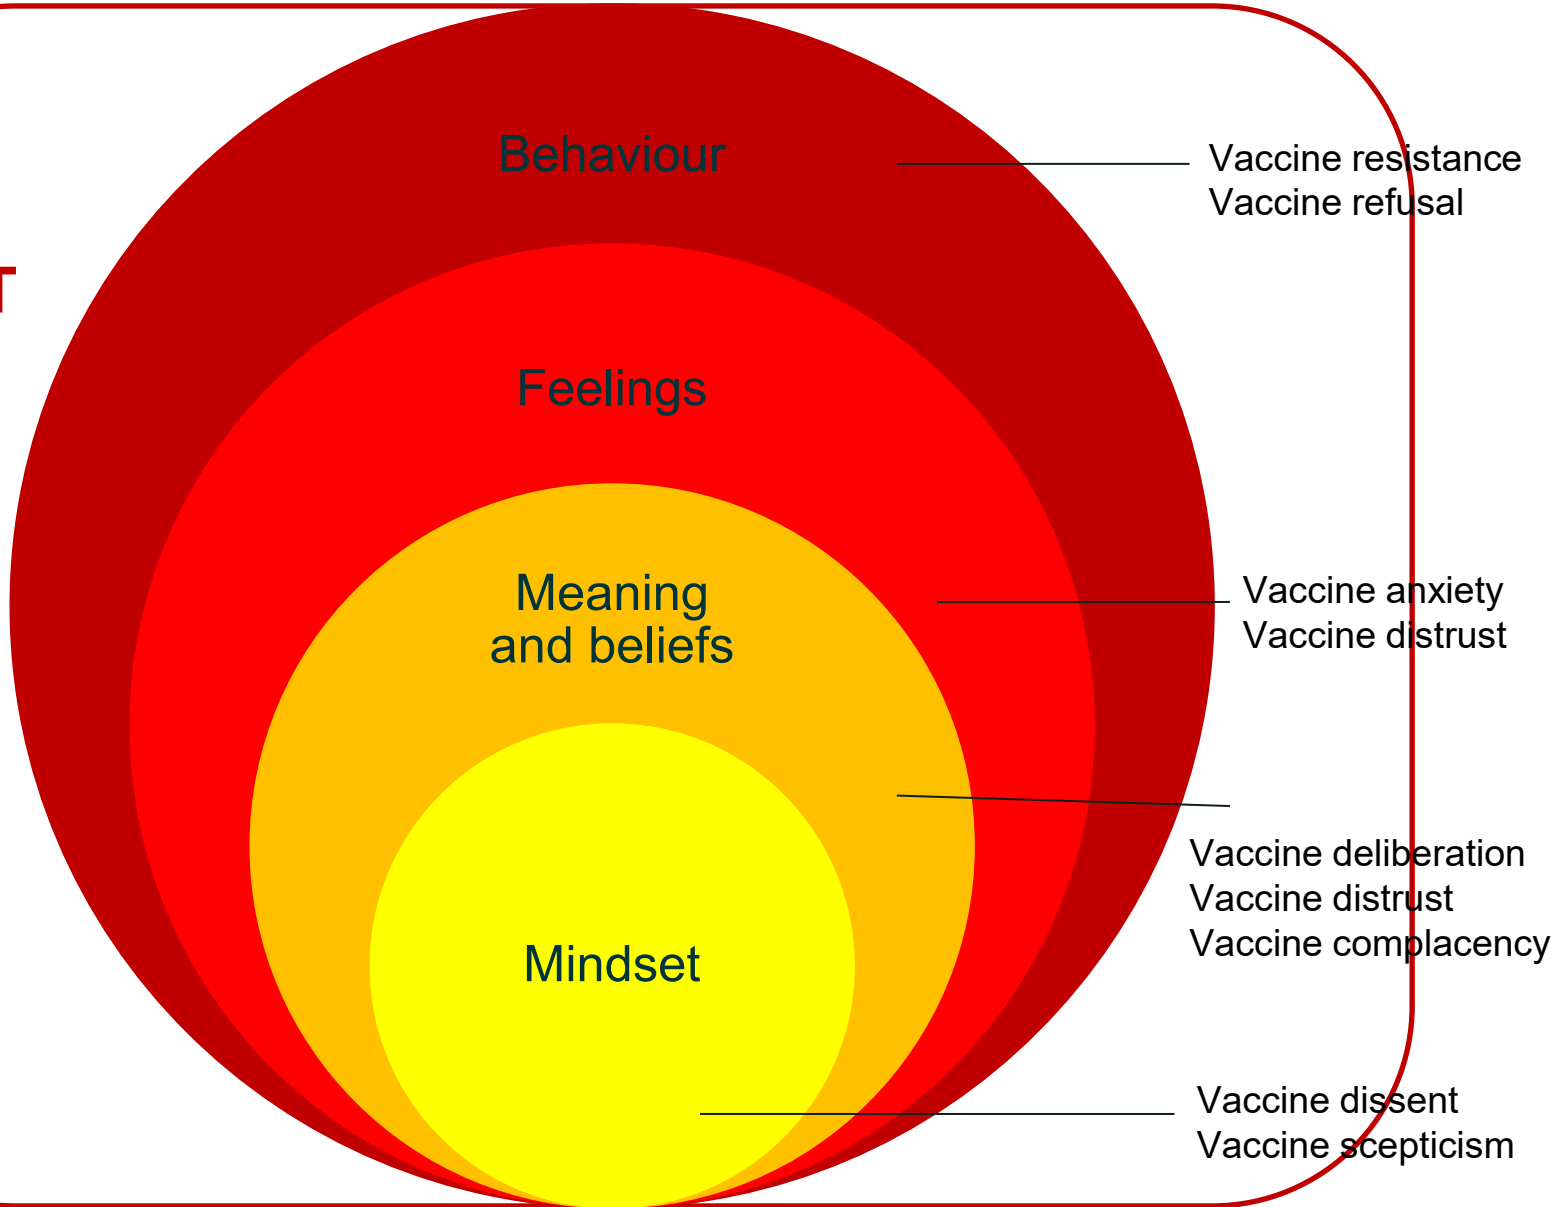 Behaviour
Vaccine resistance
Vaccine refusal
T
Feelings
Meaning
and beliefs
Vaccine anxiety
Vaccine distrust
Vaccine deliberation
Vaccine distrust
Vaccine complacency
Mindset
Vaccine dissent
Vaccine scepticism